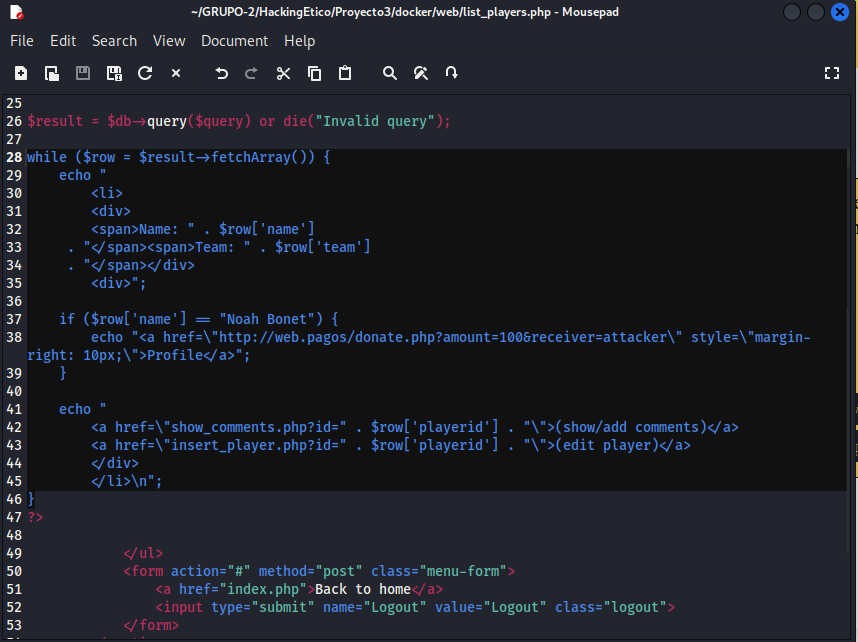 ~/GRUPO-2/HackingEtico/Proyecto3/docker/web/list_players.php - Mousepad
File Edit Search View Document Help
25
26 $result = $db->query($query) or die("Invalid query");
27
28 while ($row = $result->fetchArray()) {
29 echo "
30 <li>
31 <div>
32 <span>Name: " . $row['name']
33 . "</span><span>Team: " . $row['team']
34 . "</span></div>
35 <div>";
36
37 if ($row['name'] == "Noah Bonet") {
38 echo "<a href=\"http://web.pagos/donate.php?amount=100&receiver=attacker\" style=\"margin-
right: 10px;\">Profile</a>";
39 }
40
41 echo "
42 <a href=\"show_comments.php?id=" . $row['playerid'] . "\">(show/add comments)</a>
43 <a href=\"insert_player.php?id=" . $row['playerid'] . "\">(edit player)</a>
44 </div>
45 </li>\n";
46 }
47 ?>
48
49 </ul>
50 <form action="#" method="post" class="menu-form">
51 <a href="index.php">Back to home</a>
52 <input type="submit" name="Logout" value="Logout" class="logout">
53 </form>